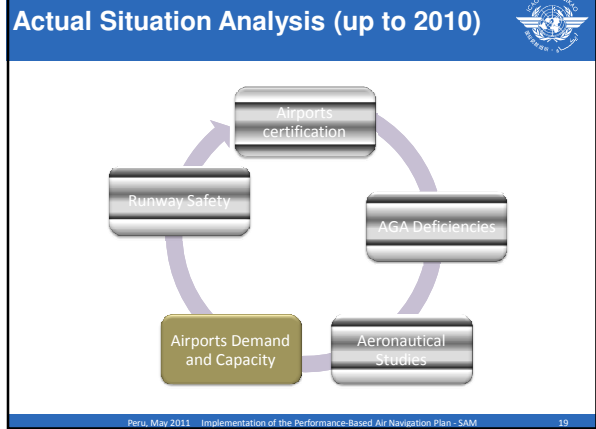 Actual Situation Analysis (up to 2010)
Airports
certification
Runway Safety
AGA Deficiencies
Airports Demand
and Capacity
Aeronautical
Studies
Peru, May 2011 Implementation of the Performance-Based Air Navigation Plan - SAM 19